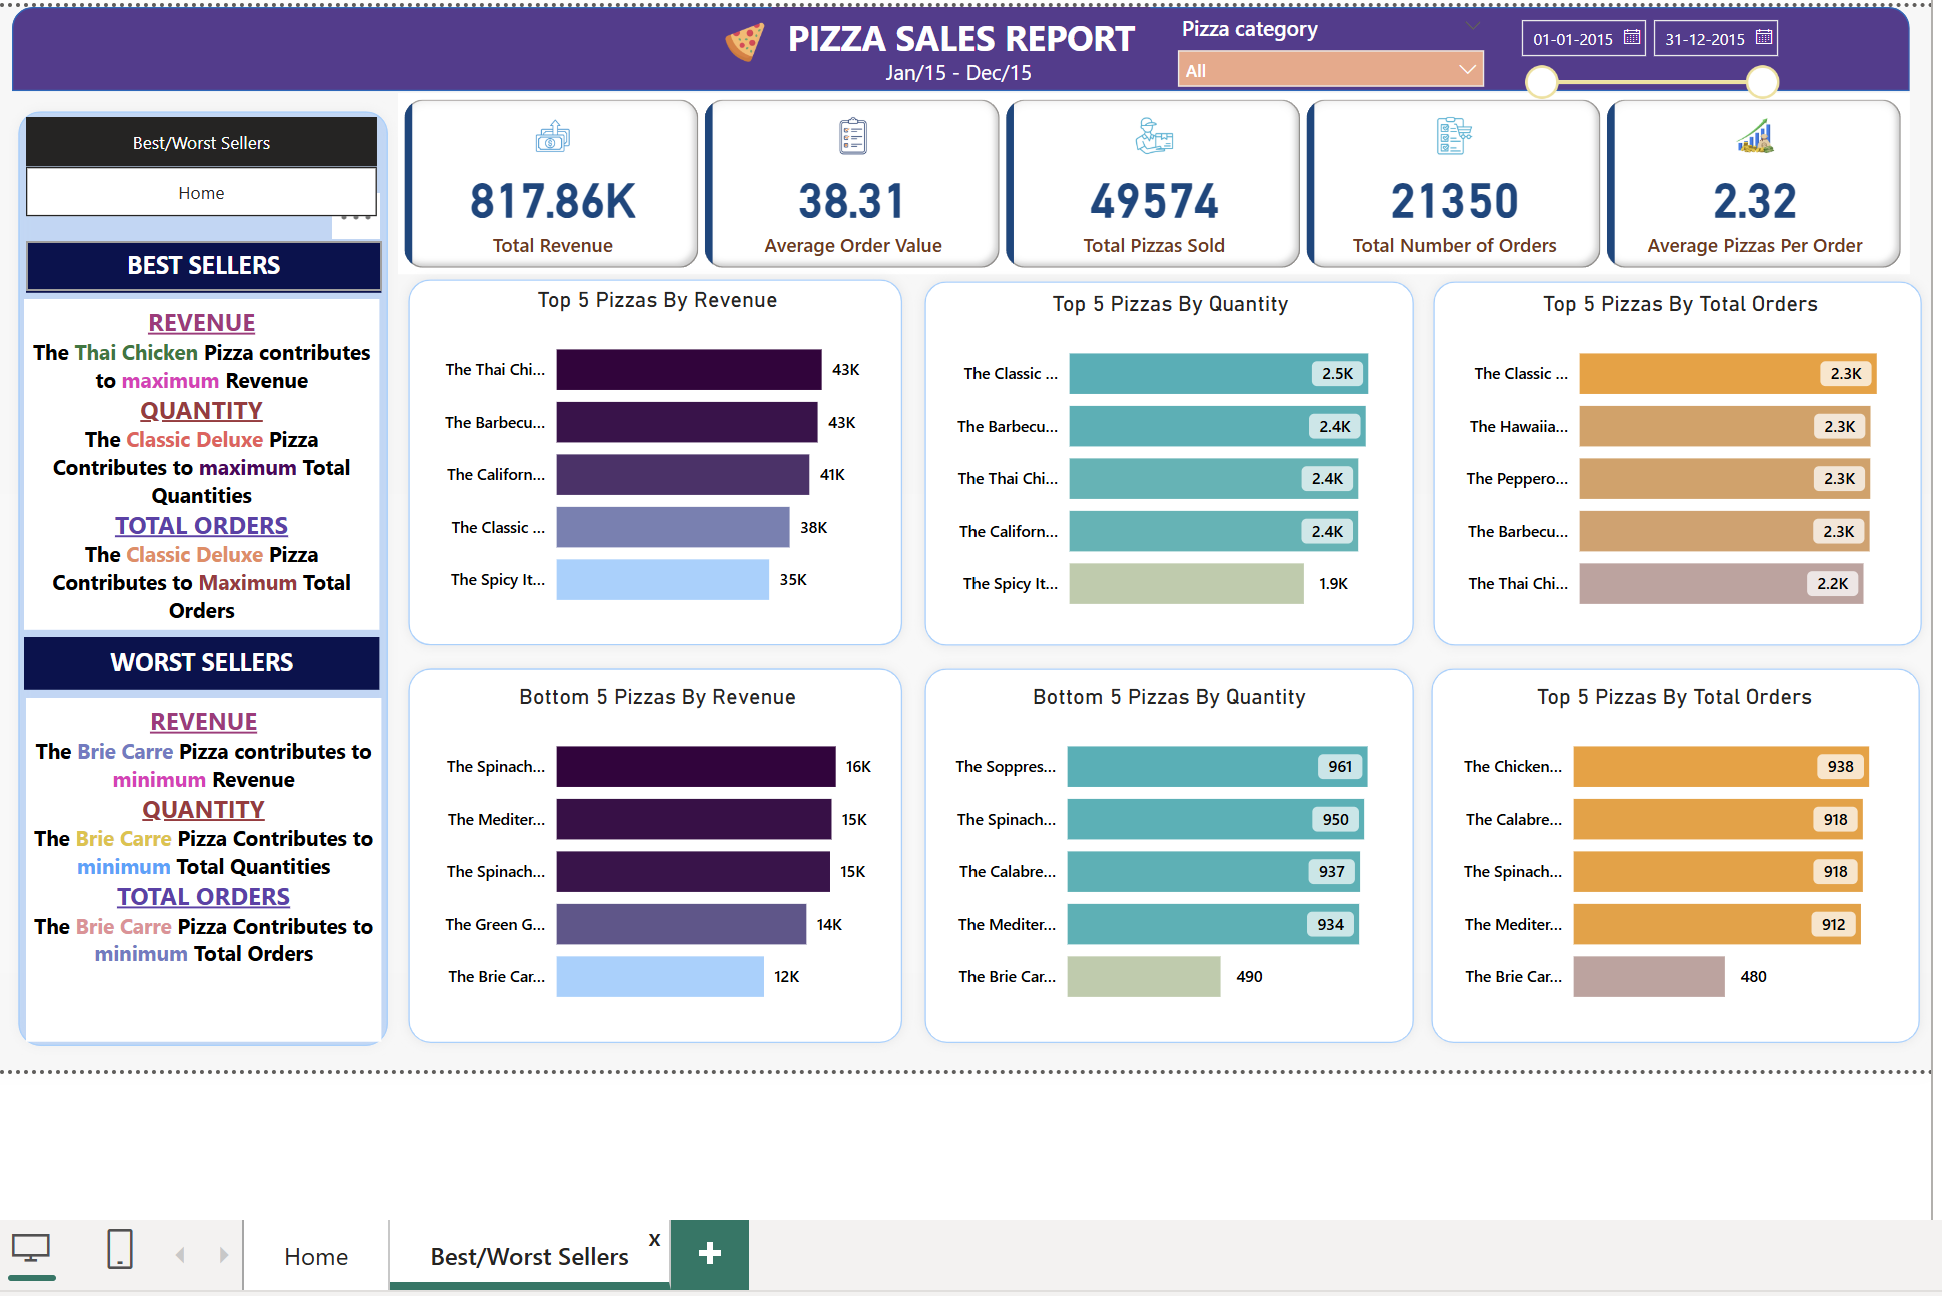 PIZZA SALES REPORT
Jan/15 - Dec/15
Pizza category
All
01-01-2015
31-12-2015
Best/Worst Sellers
Home
BEST SELLERS
REVENUE
The Thai Chicken Pizza contributes
to maximum Revenue
QUANTITY
The Classic Deluxe Pizza
Contributes to maximum Total
Quantities
TOTAL ORDERS
The Classic Deluxe Pizza
Contributes to Maximum Total
Orders
WORST SELLERS
REVENUE
The Brie Carre Pizza contributes to
minimum Revenue
QUANTITY
The Brie Carre Pizza Contributes to
minimum Total Quantities
TOTAL ORDERS
The Brie Carre Pizza Contributes to
minimum Total Orders
817.86K
Total Revenue
38.31
Average Order Value
49574
Total Pizzas Sold
21350
Total Number of Orders
2.32
Average Pizzas Per Order
Top 5 Pizzas By Revenue
The Thai Chi... 43K
The Barbecu... 43K
The Californ... 41K
The Classic ... 38K
The Spicy It... 35K
Top 5 Pizzas By Quantity
The Classic ... 2.5K
The Barbecu... 2.4K
The Thai Chi... 2.4K
The Californ... 2.4K
The Spicy It... 1.9K
Top 5 Pizzas By Total Orders
The Classic ... 2.3K
The Hawaiia... 2.3K
The Peppero... 2.3K
The Barbecu... 2.3K
The Thai Chi... 2.2K
Bottom 5 Pizzas By Revenue
The Spinach... 16K
The Mediter... 15K
The Spinach... 15K
The Green G... 14K
The Brie Car... 12K
Bottom 5 Pizzas By Quantity
The Soppres... 961
The Spinach... 950
The Calabre... 937
The Mediter... 934
The Brie Car... 490
Top 5 Pizzas By Total Orders
The Chicken... 938
The Calabre... 918
The Spinach... 918
The Mediter... 912
The Brie Car... 480
Home
Best/Worst Sellers
X